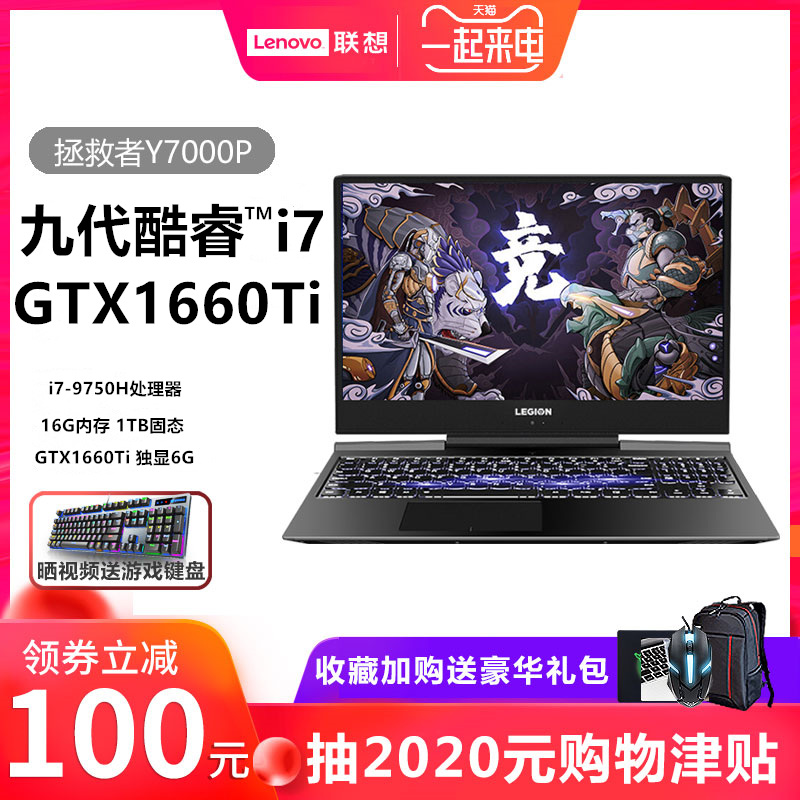 Lenovo 联想
天猫
一起来电
拯救者Y7000P
九代酷睿™i7
GTX1660Ti
i7-9750H处理器
16G内存 1TB固态
GTX1660Ti 独显6G
竞
LEGION
晒视频送游戏键盘
领券立减
100元
收藏加购送豪华礼包
抽2020元购物津贴